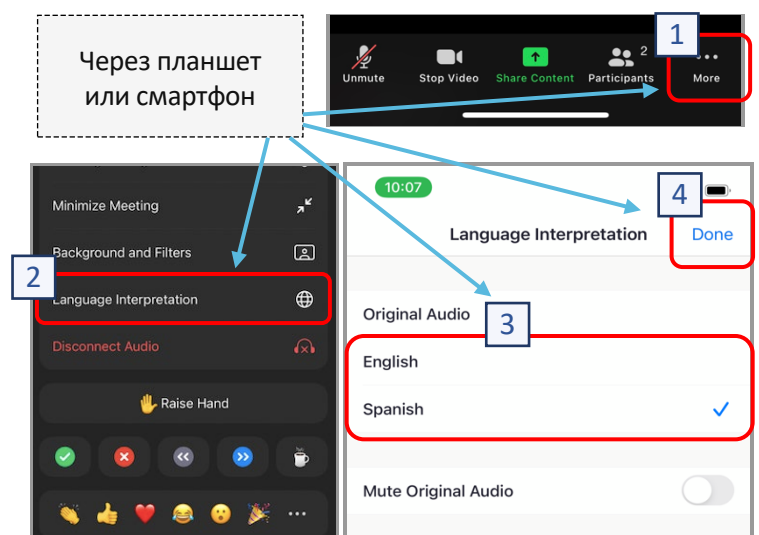 Через планшет
или смартфон
1
2
Unmute
Stop Video
Share Content
Participants
More
Minimize Meeting
Background and Filters
2
Language Interpretation
Disconnect Audio
Raise Hand
10:07
4
Language Interpretation
Done
Original Audio
3
English
Spanish
Mute Original Audio